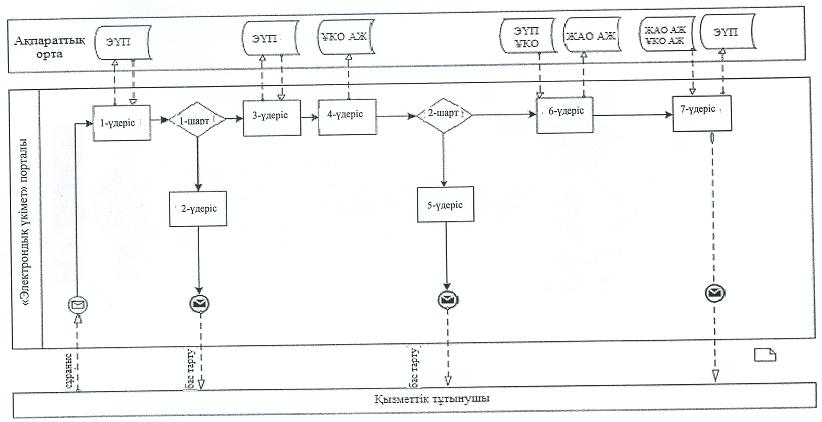 Ақпараттық
орта
ЭҮП
ЭҮП
ҰКО АЖ
ЭҮП
ҰКО
ЖАО АЖ
ЖАО АЖ
ҰКО АЖ
ЭҮП
«Электрондық үкімет» порталы
1-үдеріс
1-шарт
3-үдеріс
4-үдеріс
2-шарт
6-үдеріс
7-үдеріс
2-үдеріс
5-үдеріс
сұраныс
бас тарту
бас тарту
Қызметтік тұтынушы